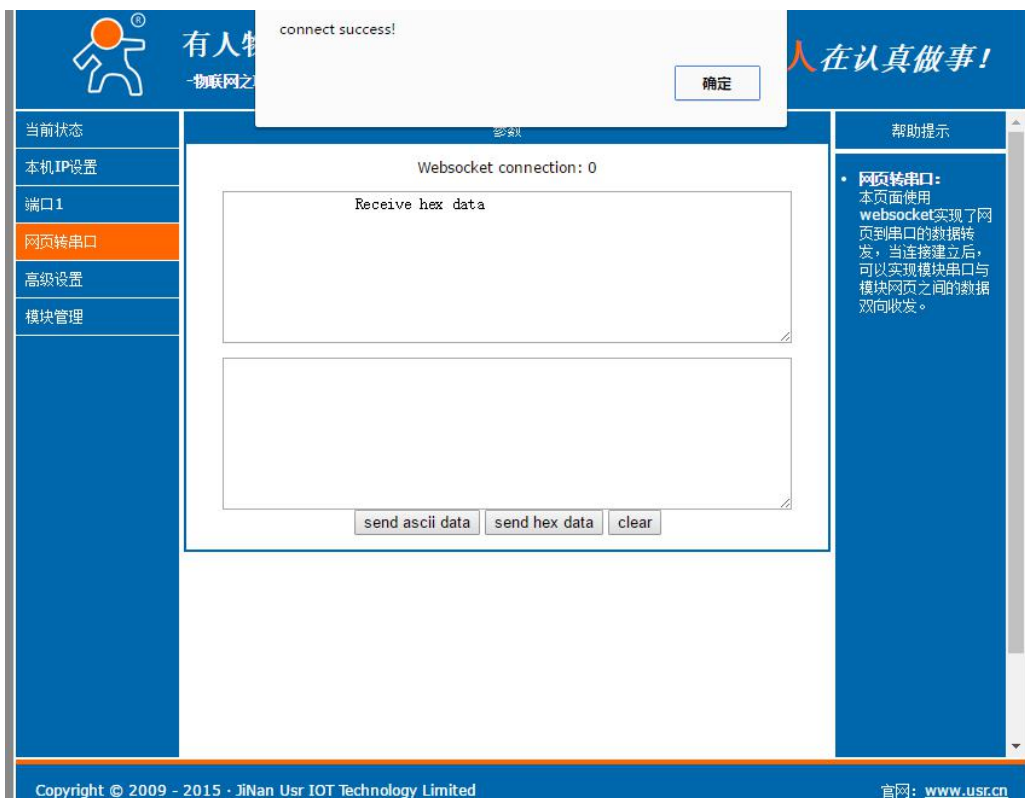 ®
有人物
-物联网之
connect success!
确定
人在认真做事!
当前状态
本机IP设置
端口1
网页转串口
高级设置
模块管理
参数
Websocket connection: 0
Receive hex data
send ascii data
send hex data
clear
帮助提示
• 网页转串口:
本页面使用
websocket实现了网
页到串口的数据转
发，当连接建立后，
可以实现模块串口与
模块网页之间的数据
双向收发。
Copyright © 2009 - 2015 · JiNan Usr IOT Technology Limited
官网: www.usr.cn